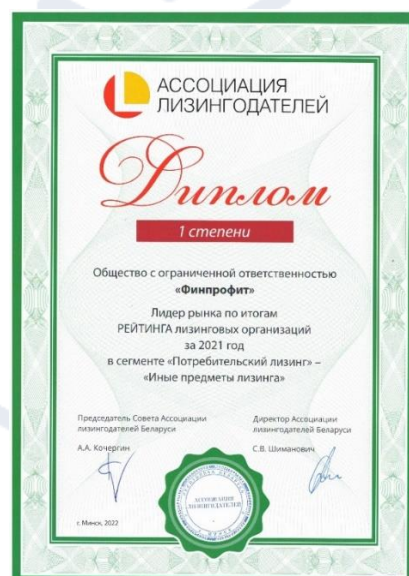 АССОЦИАЦИЯ
ЛИЗИНГОДАТЕЛЕЙ
Диплом
1 степени
Общество с ограниченной ответственностью
«Финпрофит»
Лидер рынка по итогам
РЕЙТИНГА лизинговых организаций
за 2021 год
в сегменте «Потребительский лизинг» –
«Иные предметы лизинга»
Председатель Совета Ассоциации
лизингодателей Беларуси
А.А. Кочергин
Директор Ассоциации
лизингодателей Беларуси
С.В. Шиманович
АССОЦИАЦИЯ
ЛИЗИНГОДАТЕЛЕЙ
г. Минск, 2022